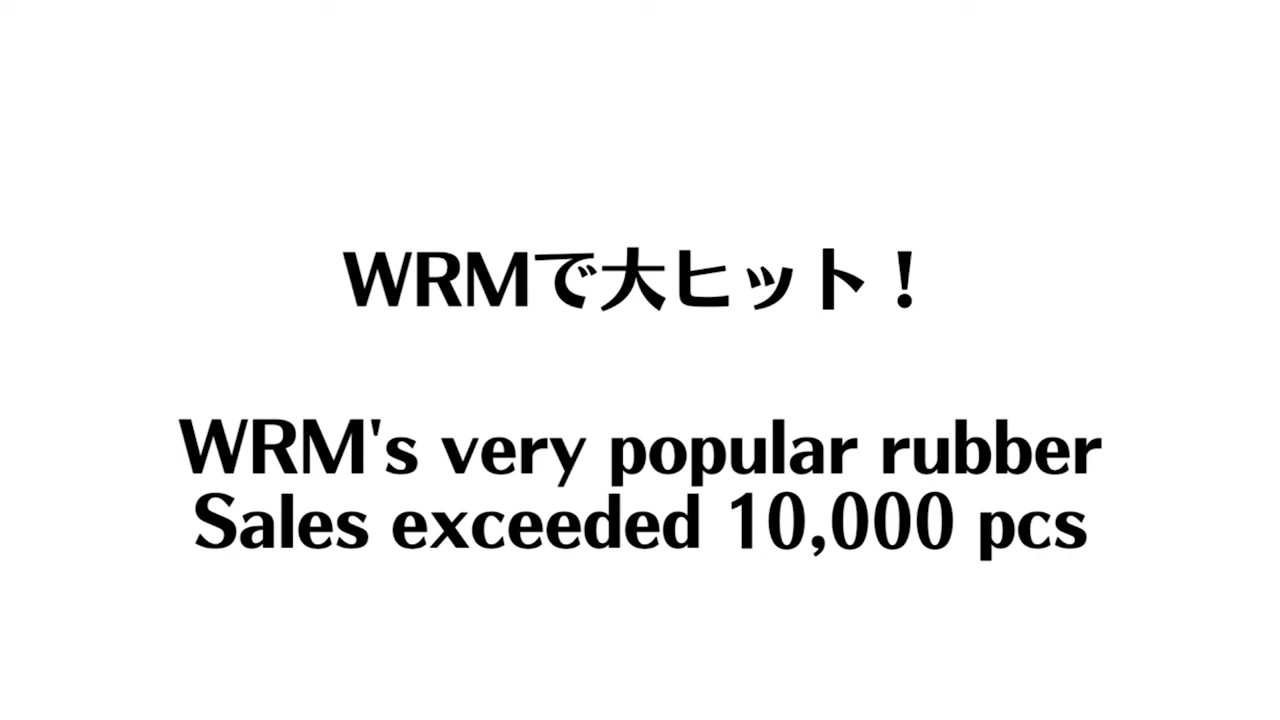 WRMで大ヒット！
WRM's very popular rubber
Sales exceeded 10,000 pcs